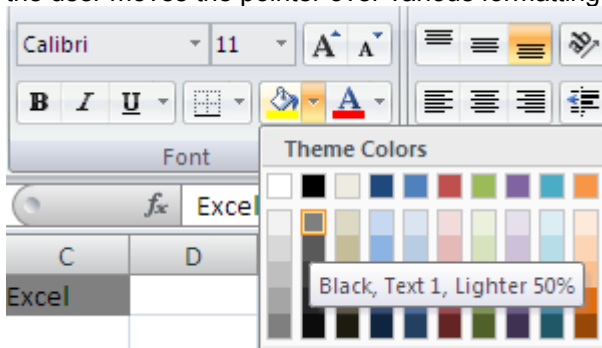 the user moves the pointer over various formatting
Calibri 11 A A
B I U A
Font
Theme Colors
fx Excel
C D
Excel
Black, Text 1, Lighter 50%